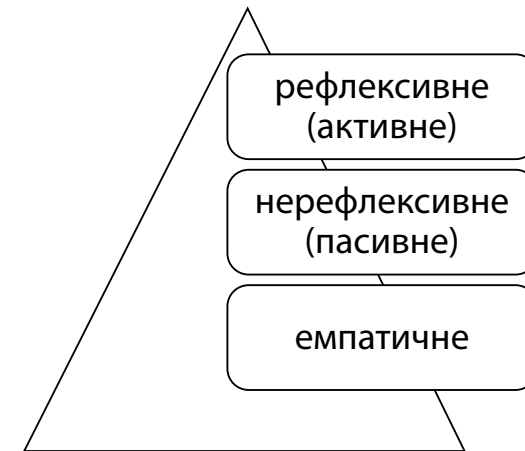 рефлексивне
(активне)
нерефлексивне
(пасивне)
емпатичне